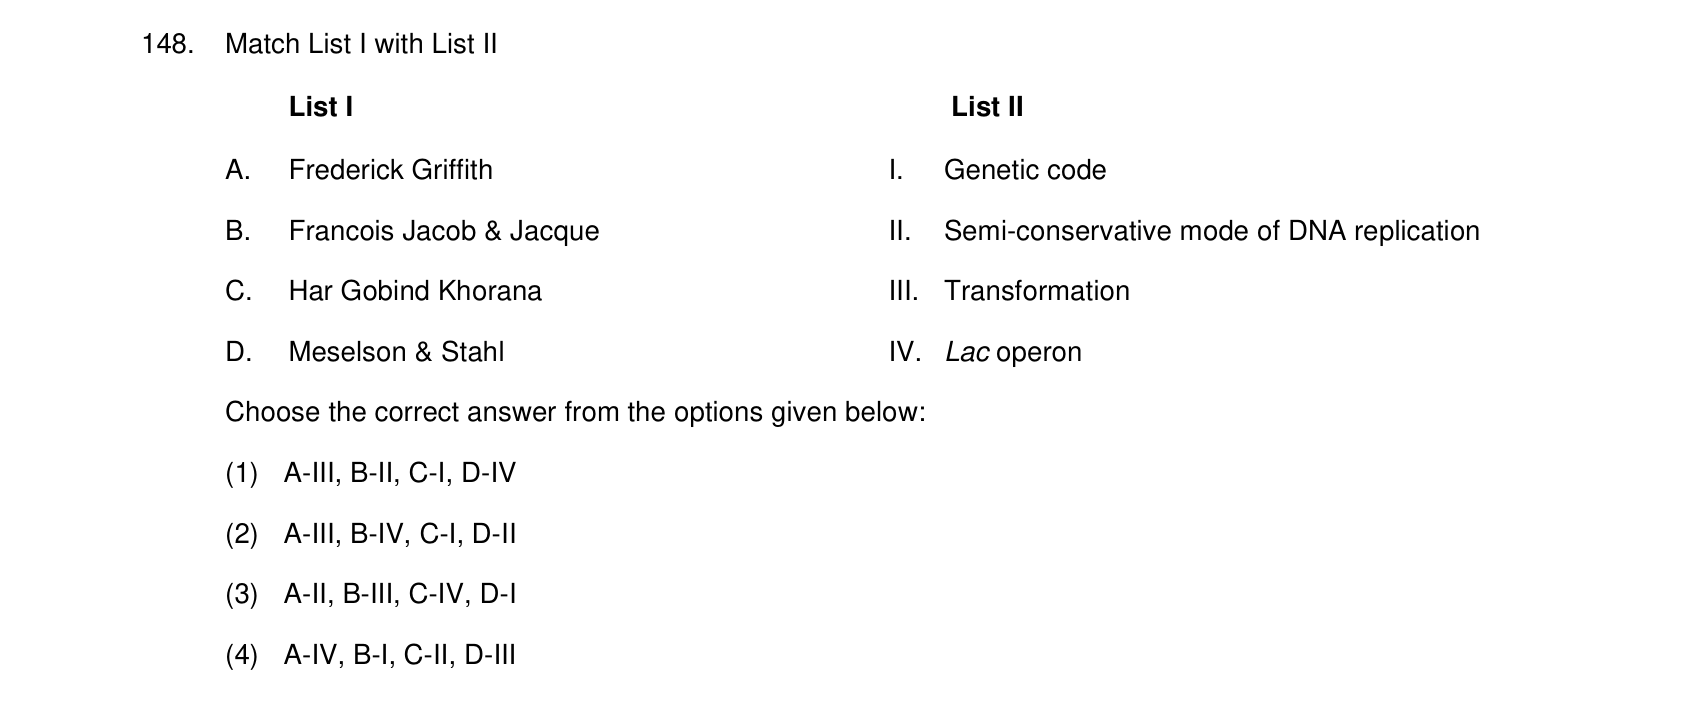 148. Match List I with List II
List I List II
A. Frederick Griffith I. Genetic code
B. Francois Jacob & Jacque II. Semi-conservative mode of DNA replication
C. Har Gobind Khorana III. Transformation
D. Meselson & Stahl IV. Lac operon
Choose the correct answer from the options given below:
(1) A-III, B-II, C-I, D-IV
(2) A-III, B-IV, C-I, D-II
(3) A-II, B-III, C-IV, D-I
(4) A-IV, B-I, C-II, D-III